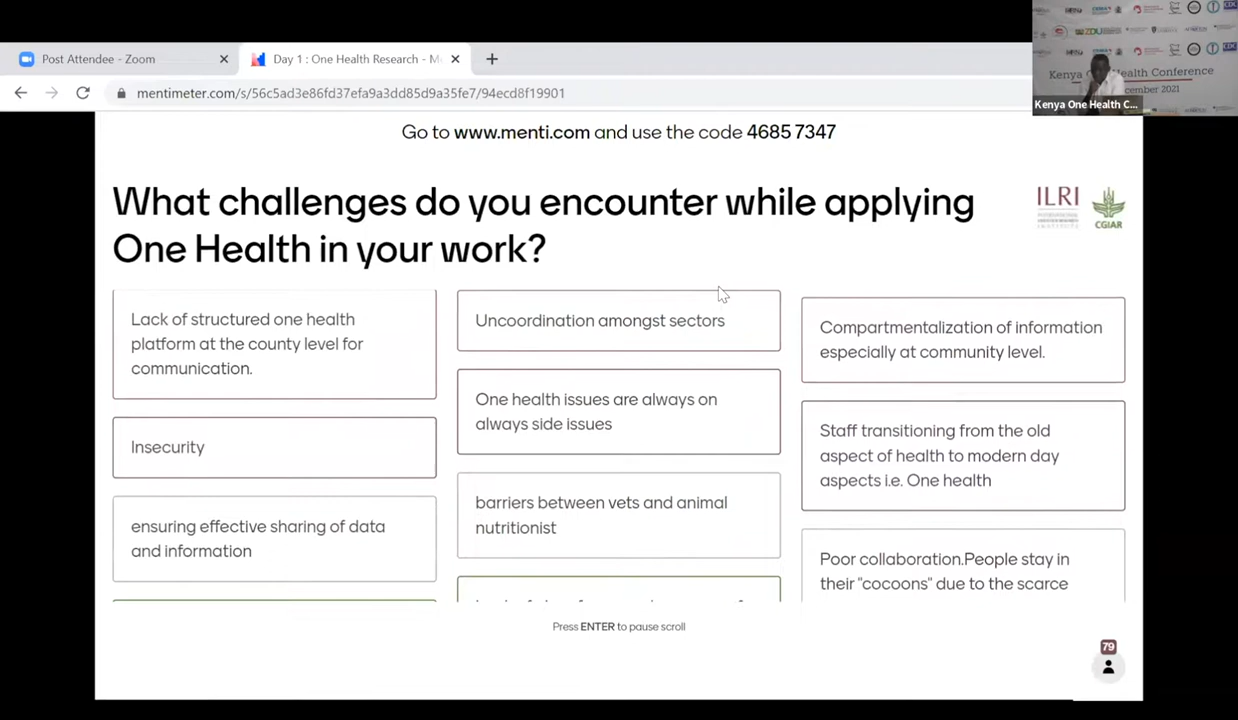 Post Attendee - Zoom
Day 1 : One Health Research - M
mentimeter.com/s/56c5ad3e86fd37efa9a3dd85d9a35fe7/94ecd8f19901
Kenya One Health Conference
cember 2021
Kenya One Health C...
Go to www.menti.com and use the code 4685 7347
What challenges do you encounter while applying
One Health in your work?
ILRI
CGIAR
Lack of structured one health
platform at the county level for
communication.
Insecurity
ensuring effective sharing of data
and information
Uncoordination amongst sectors
One health issues are always on
always side issues
barriers between vets and animal
nutritionist
Compartmentalization of information
especially at community level.
Staff transitioning from the old
aspect of health to modern day
aspects i.e. One health
Poor collaboration.People stay in
their "cocoons" due to the scarce
Press ENTER to pause scroll
79